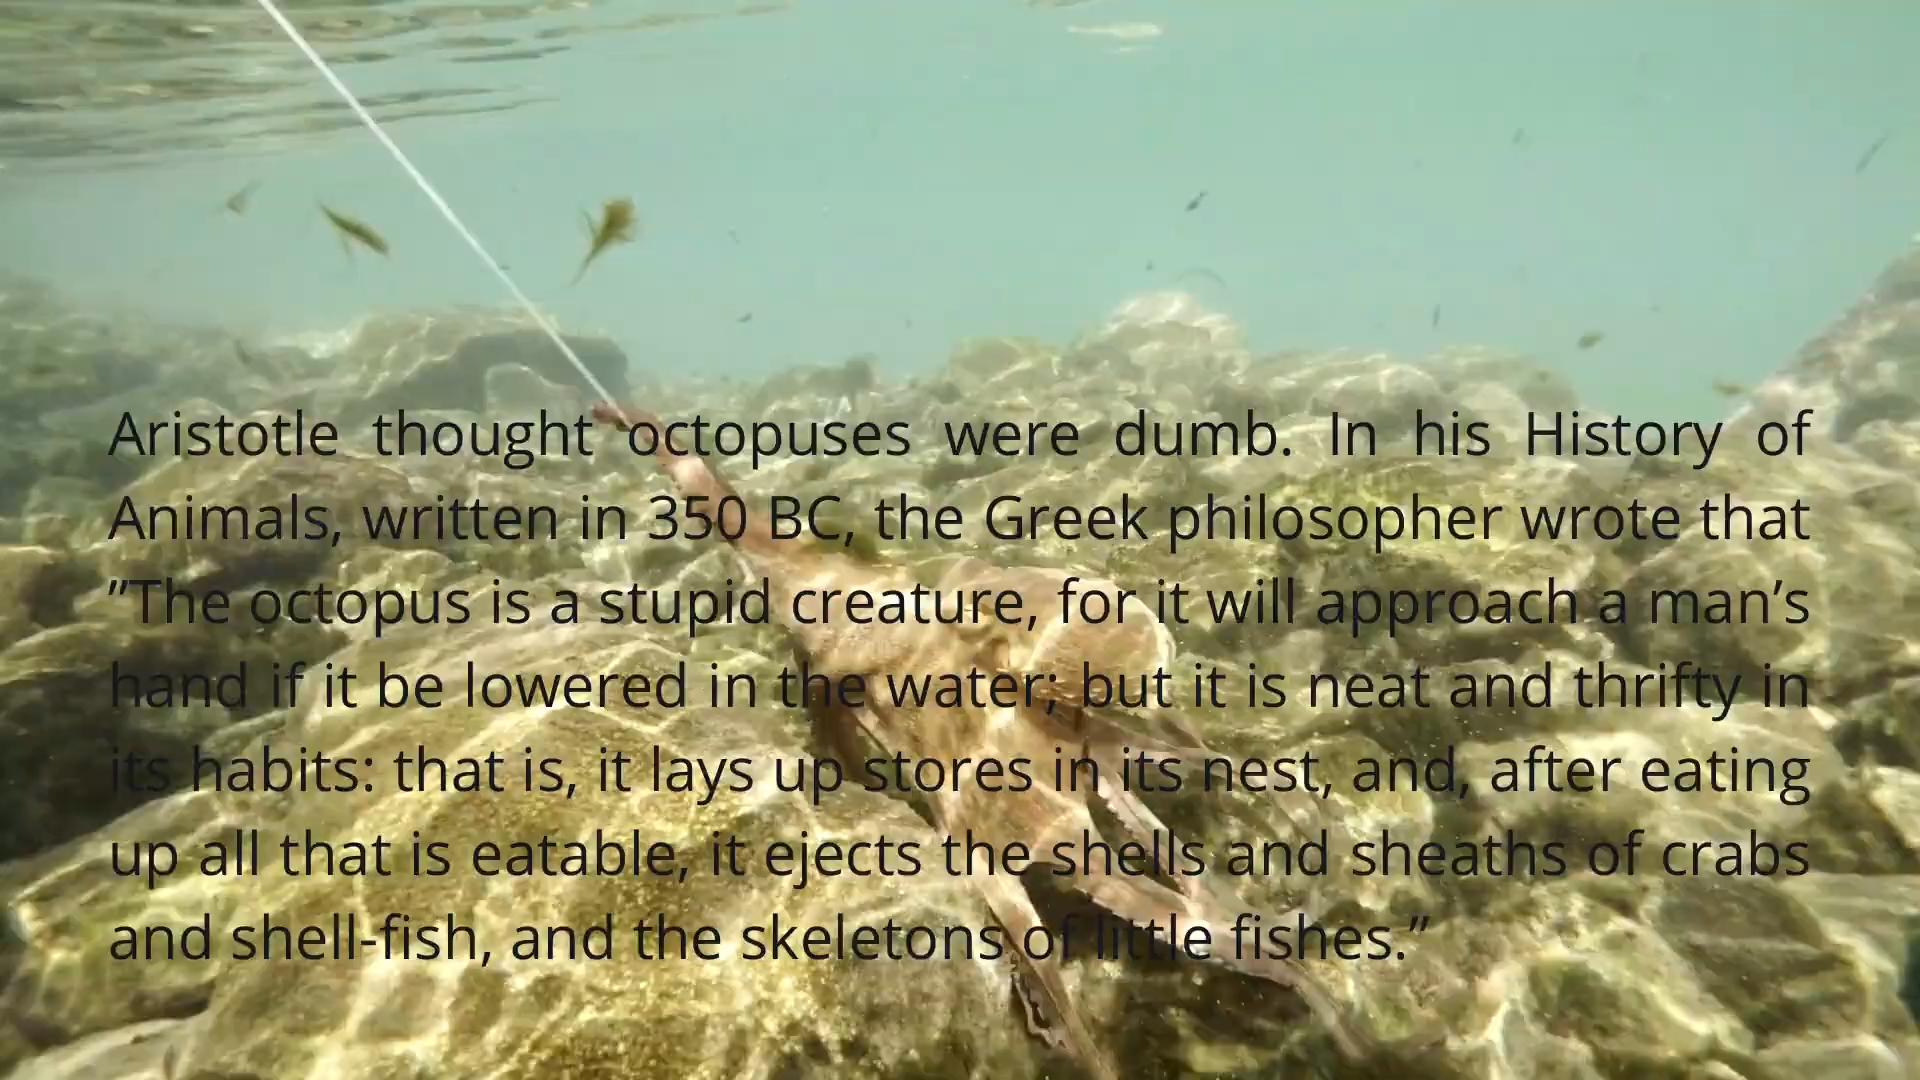 Aristotle thought octopuses were dumb. In his History of
Animals, written in 350 BC, the Greek philosopher wrote that
”The octopus is a stupid creature, for it will approach a man’s
hand if it be lowered in the water; but it is neat and thrifty in
its habits: that is, it lays up stores in its nest, and, after eating
up all that is eatable, it ejects the shells and sheaths of crabs
and shell-fish, and the skeletons of little fishes.”